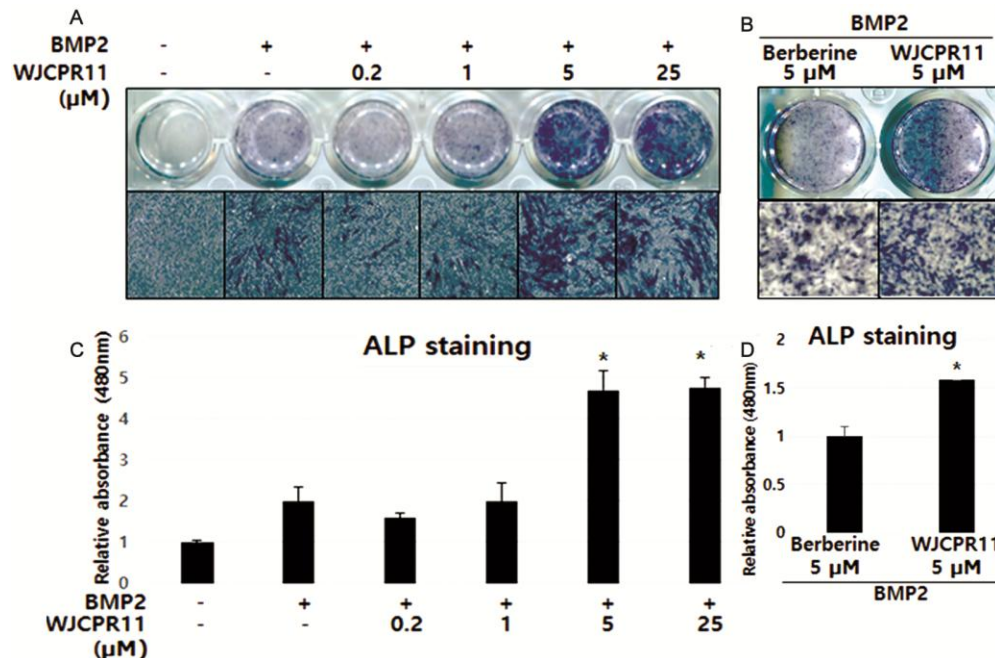 A
BMP2 - + + + + +
WJCPR11 - - 0.2 1 5 25
(μM)
B
BMP2
Berberine WJCPR11
5 μM 5 μM
C
ALP staining
Relative absorbance (480nm)
6
5
4
3
2
1
0
* *
BMP2 - + + + + +
WJCPR11 - - 0.2 1 5 25
(μM)
D
ALP staining
Relative absorbance (480nm)
2
1.5
1
0.5
0
*
Berberine WJCPR11
5 μM 5 μM
BMP2